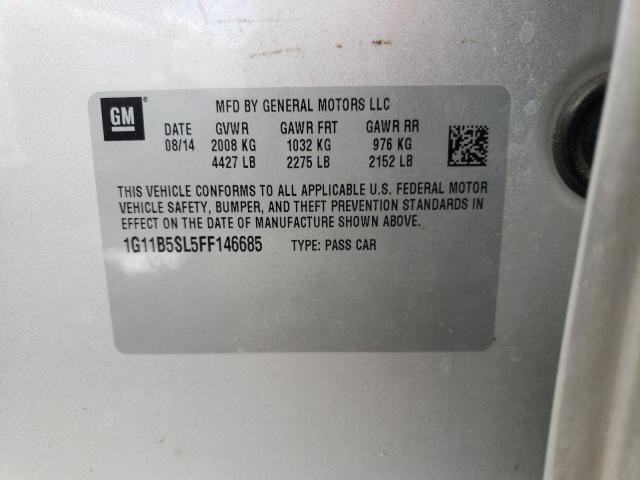 GM
MFD BY GENERAL MOTORS LLC
DATE GVWR GAWR FRT GAWR RR
08/14 2008 KG 1032 KG 976 KG
4427 LB 2275 LB 2152 LB
THIS VEHICLE CONFORMS TO ALL APPLICABLE U.S. FEDERAL MOTOR
VEHICLE SAFETY, BUMPER, AND THEFT PREVENTION STANDARDS IN
EFFECT ON THE DATE OF MANUFACTURE SHOWN ABOVE.
1G11B5SL5FF146685 TYPE: PASS CAR